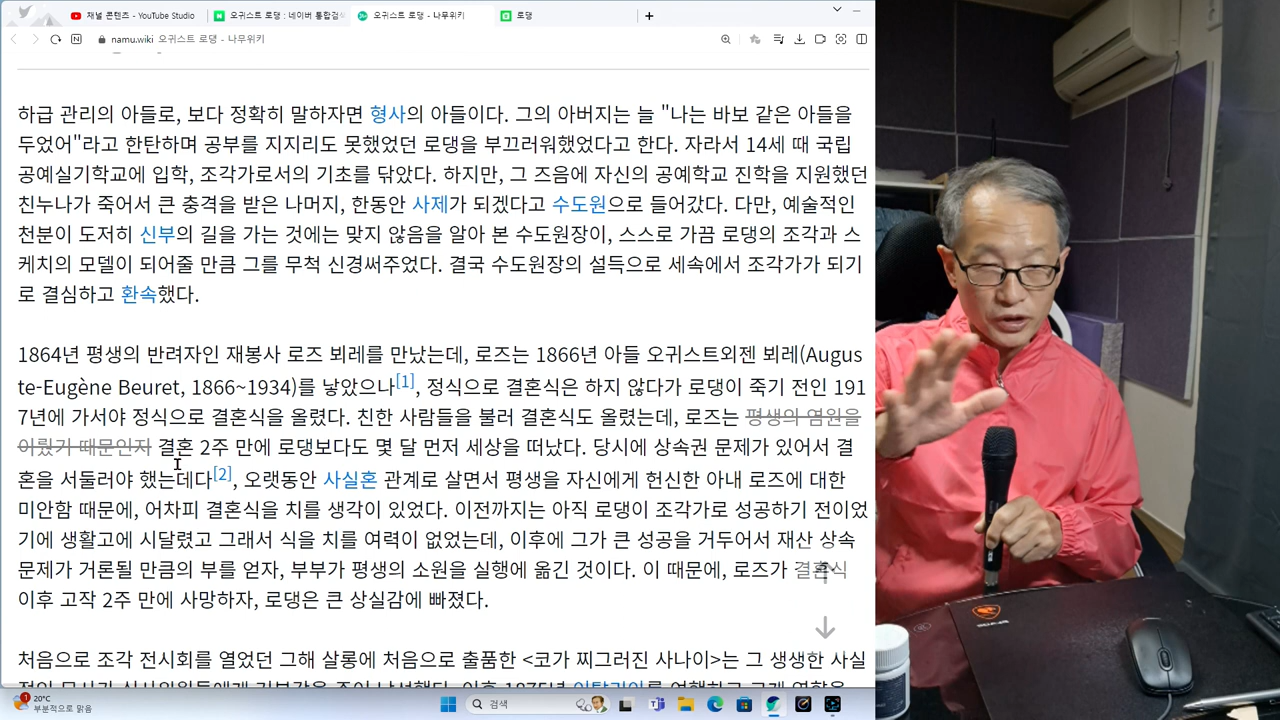 채널 콘텐츠 - YouTube Studio
오귀스트 로댕 : 네이버 통합검색
오귀스트 로댕 - 나무위키
로댕
namu.wiki 오귀스트 로댕 - 나무위키
하급 관리의 아들로, 보다 정확히 말하자면 형사의 아들이다. 그의 아버지는 늘 "나는 바보 같은 아들을
두었어"라고 한탄하며 공부를 지지리도 못했었던 로댕을 부끄러워했었다고 한다. 자라서 14세 때 국립
공예실기학교에 입학, 조각가로서의 기초를 닦았다. 하지만, 그 즈음에 자신의 공예학교 진학을 지원했던
친누나가 죽어서 큰 충격을 받은 나머지, 한동안 사제가 되겠다고 수도원으로 들어갔다. 다만, 예술적인
천분이 도저히 신부의 길을 가는 것에는 맞지 않음을 알아 본 수도원장이, 스스로 가끔 로댕의 조각과 스
케치의 모델이 되어줄 만큼 그를 무척 신경써주었다. 결국 수도원장의 설득으로 세속에서 조각가가 되기
로 결심하고 환속했다.
1864년 평생의 반려자인 재봉사 로즈 뵈레를 만났는데, 로즈는 1866년 아들 오귀스트외젠 뵈레(Augus
te-Eugène Beuret, 1866~1934)를 낳았으나[1], 정식으로 결혼식은 하지 않다가 로댕이 죽기 전인 191
7년에 가서야 정식으로 결혼식을 올렸다. 친한 사람들을 불러 결혼식도 올렸는데, 로즈는 평생의 염원을
이뤘기 때문인지 결혼 2주 만에 로댕보다도 몇 달 먼저 세상을 떠났다. 당시에 상속권 문제가 있어서 결
혼을 서둘러야 했는데다[2], 오랫동안 사실혼 관계로 살면서 평생을 자신에게 헌신한 아내 로즈에 대한
미안함 때문에, 어차피 결혼식을 치를 생각이 있었다. 이전까지는 아직 로댕이 조각가로 성공하기 전이었
기에 생활고에 시달렸고 그래서 식을 치를 여력이 없었는데, 이후에 그가 큰 성공을 거두어서 재산 상속
문제가 거론될 만큼의 부를 얻자, 부부가 평생의 소원을 실행에 옮긴 것이다. 이 때문에, 로즈가 결혼식
이후 고작 2주 만에 사망하자, 로댕은 큰 상실감에 빠졌다.
처음으로 조각 전시회를 열었던 그해 살롱에 처음으로 출품한 <코가 찌그러진 사나이>는 그 생생한 사실
20°C
부분적으로 맑음
검색